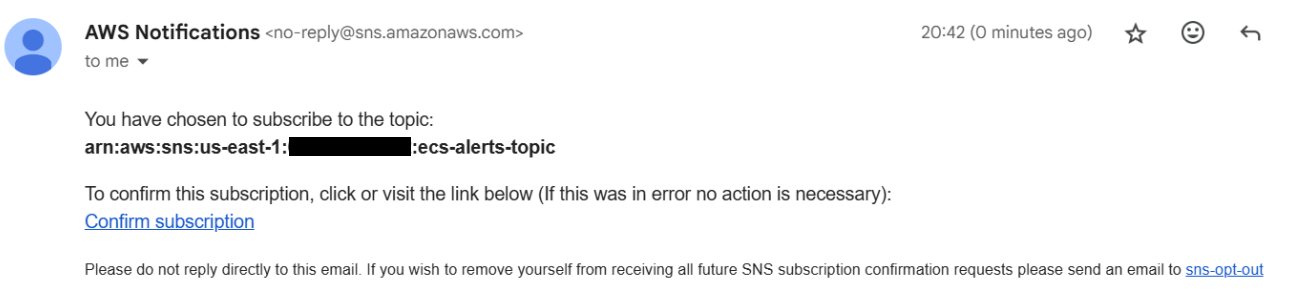 AWS Notifications <no-reply@sns.amazonaws.com> 20:42 (0 minutes ago)
to me
You have chosen to subscribe to the topic:
arn:aws:sns:us-east-1: :ecs-alerts-topic
To confirm this subscription, click or visit the link below (If this was in error no action is necessary):
Confirm subscription
Please do not reply directly to this email. If you wish to remove yourself from receiving all future SNS subscription confirmation requests please send an email to sns-opt-out